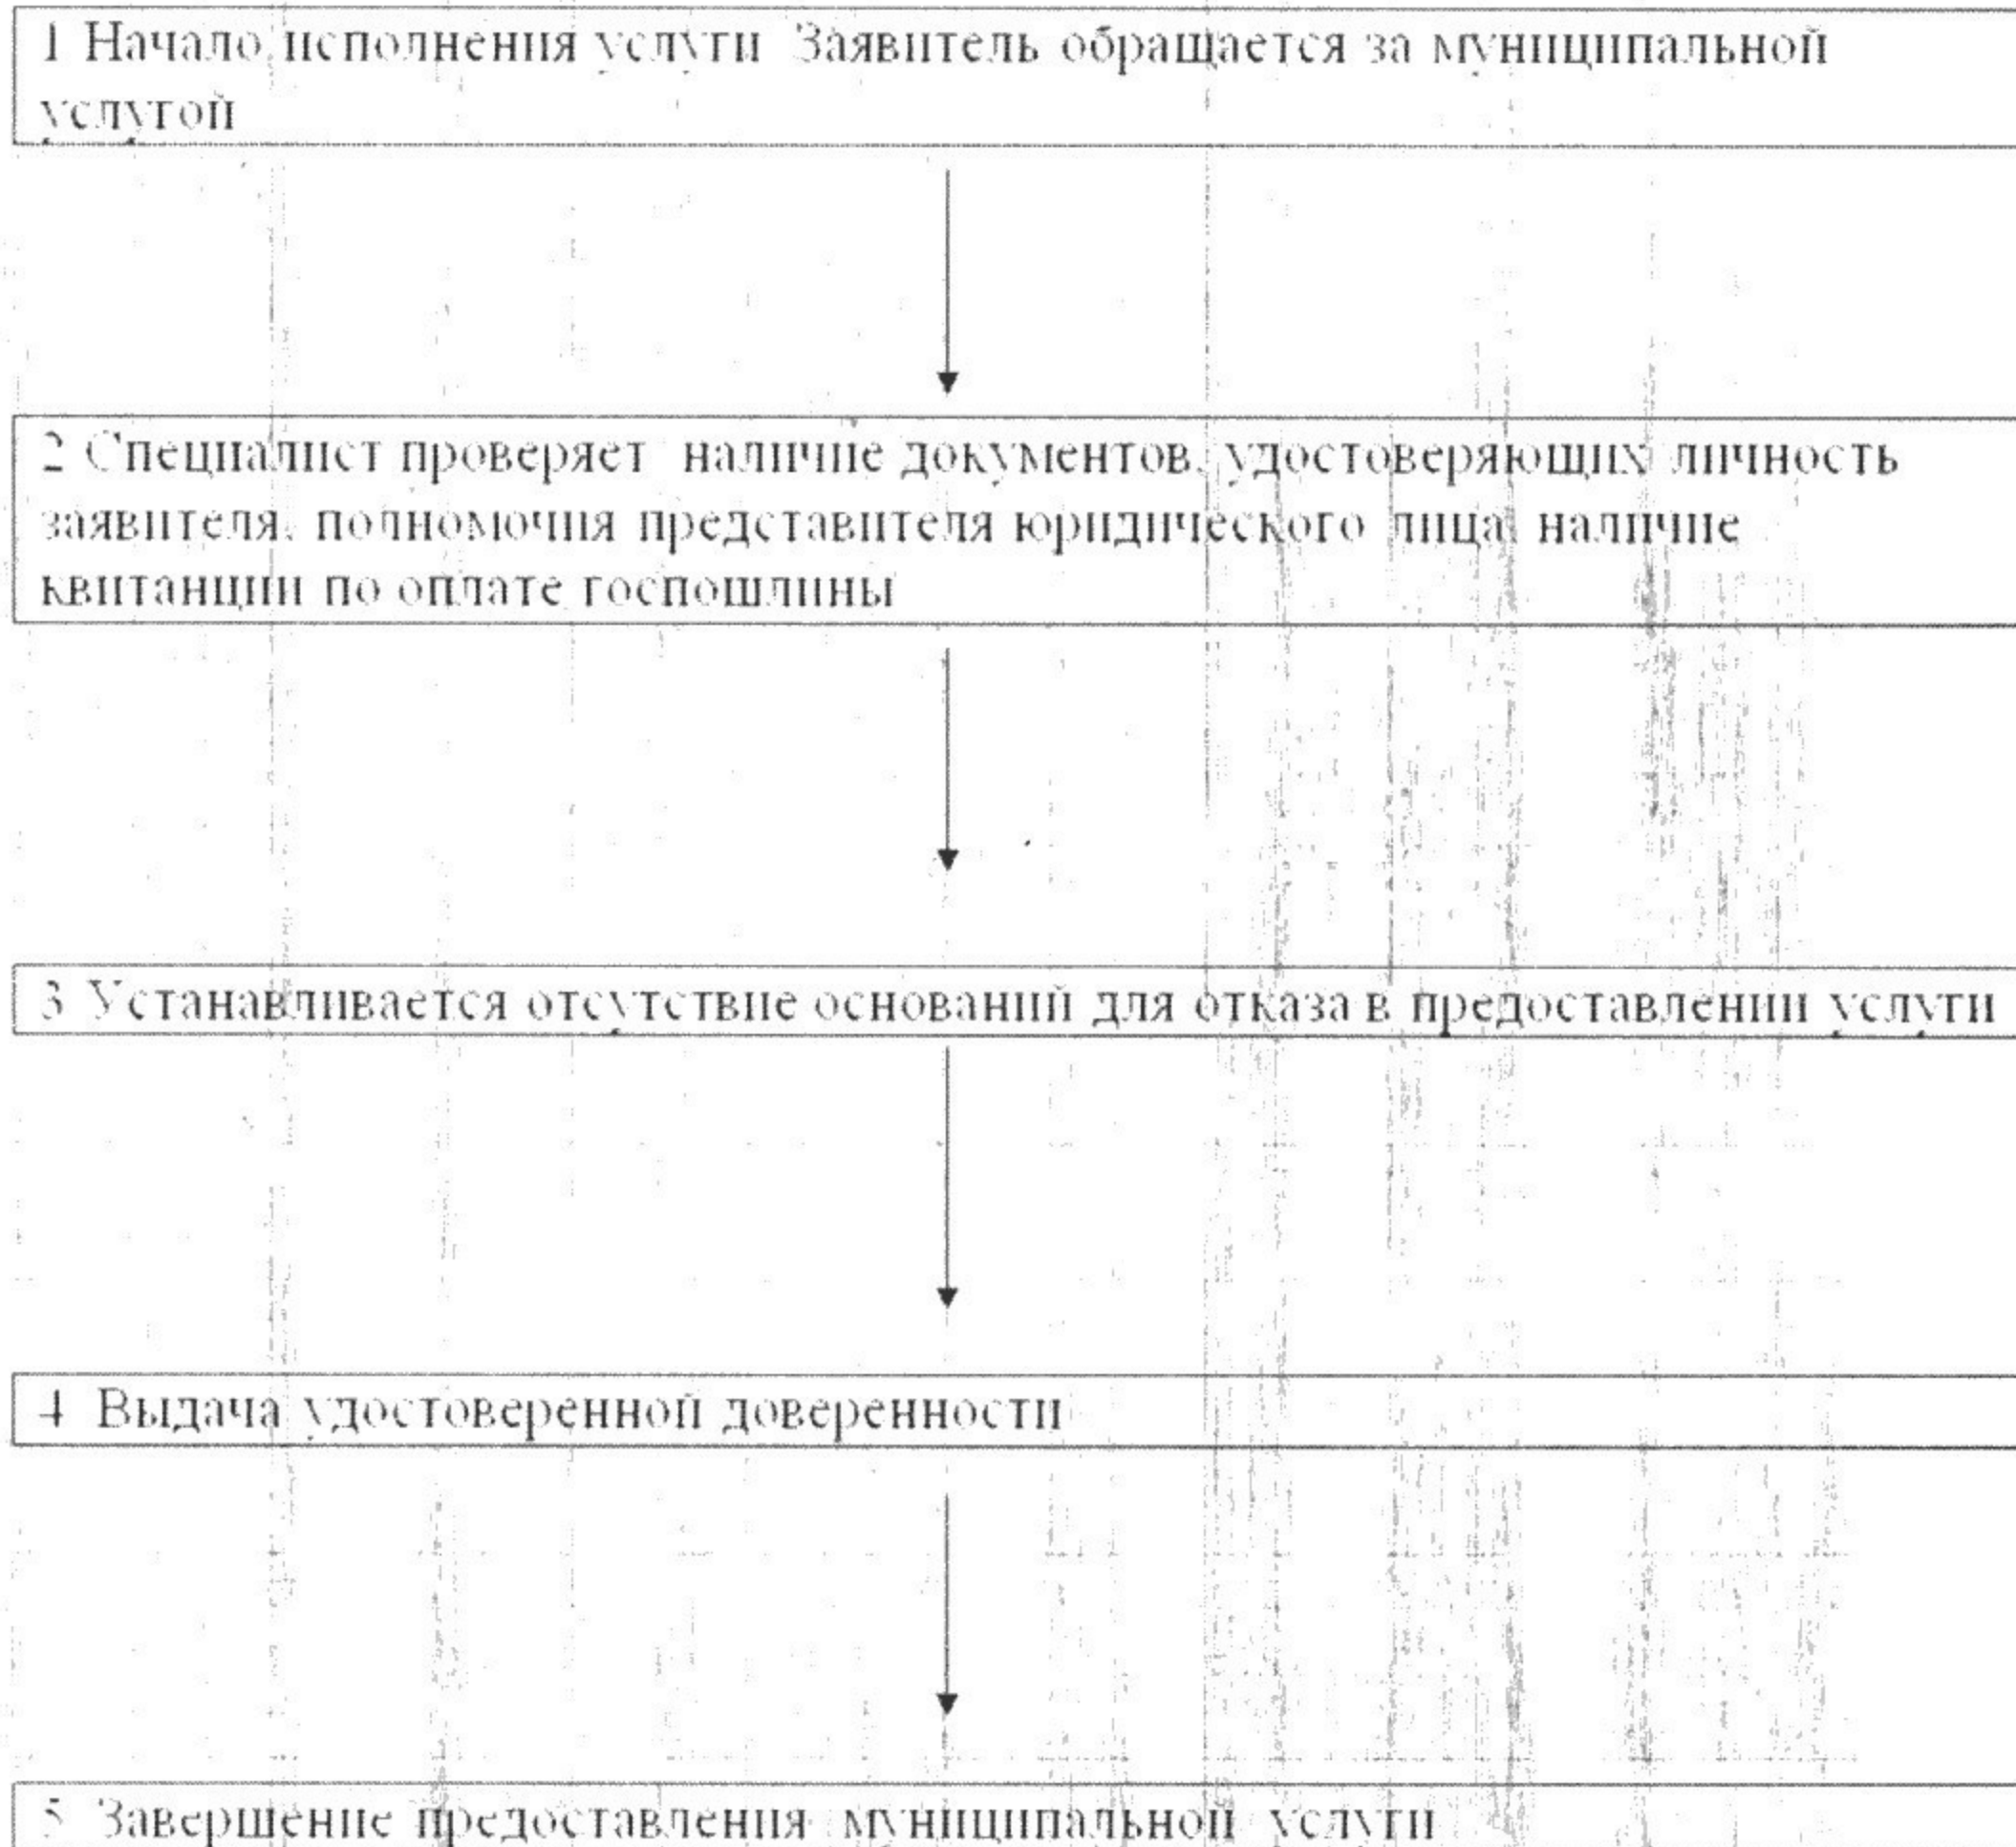 1 Начало исполнения услуги Заявитель обращается за муниципальной
услугой
2 Специалист проверяет наличие документов, удостоверяющих личность
заявителя, полномочия представителя юридического лица, наличие
квитанции по оплате госпошлины
3 Устанавливается отсутствие оснований для отказа в предоставлении услуги
4 Выдача удостоверенной доверенности
5 Завершение предоставления муниципальной услуги